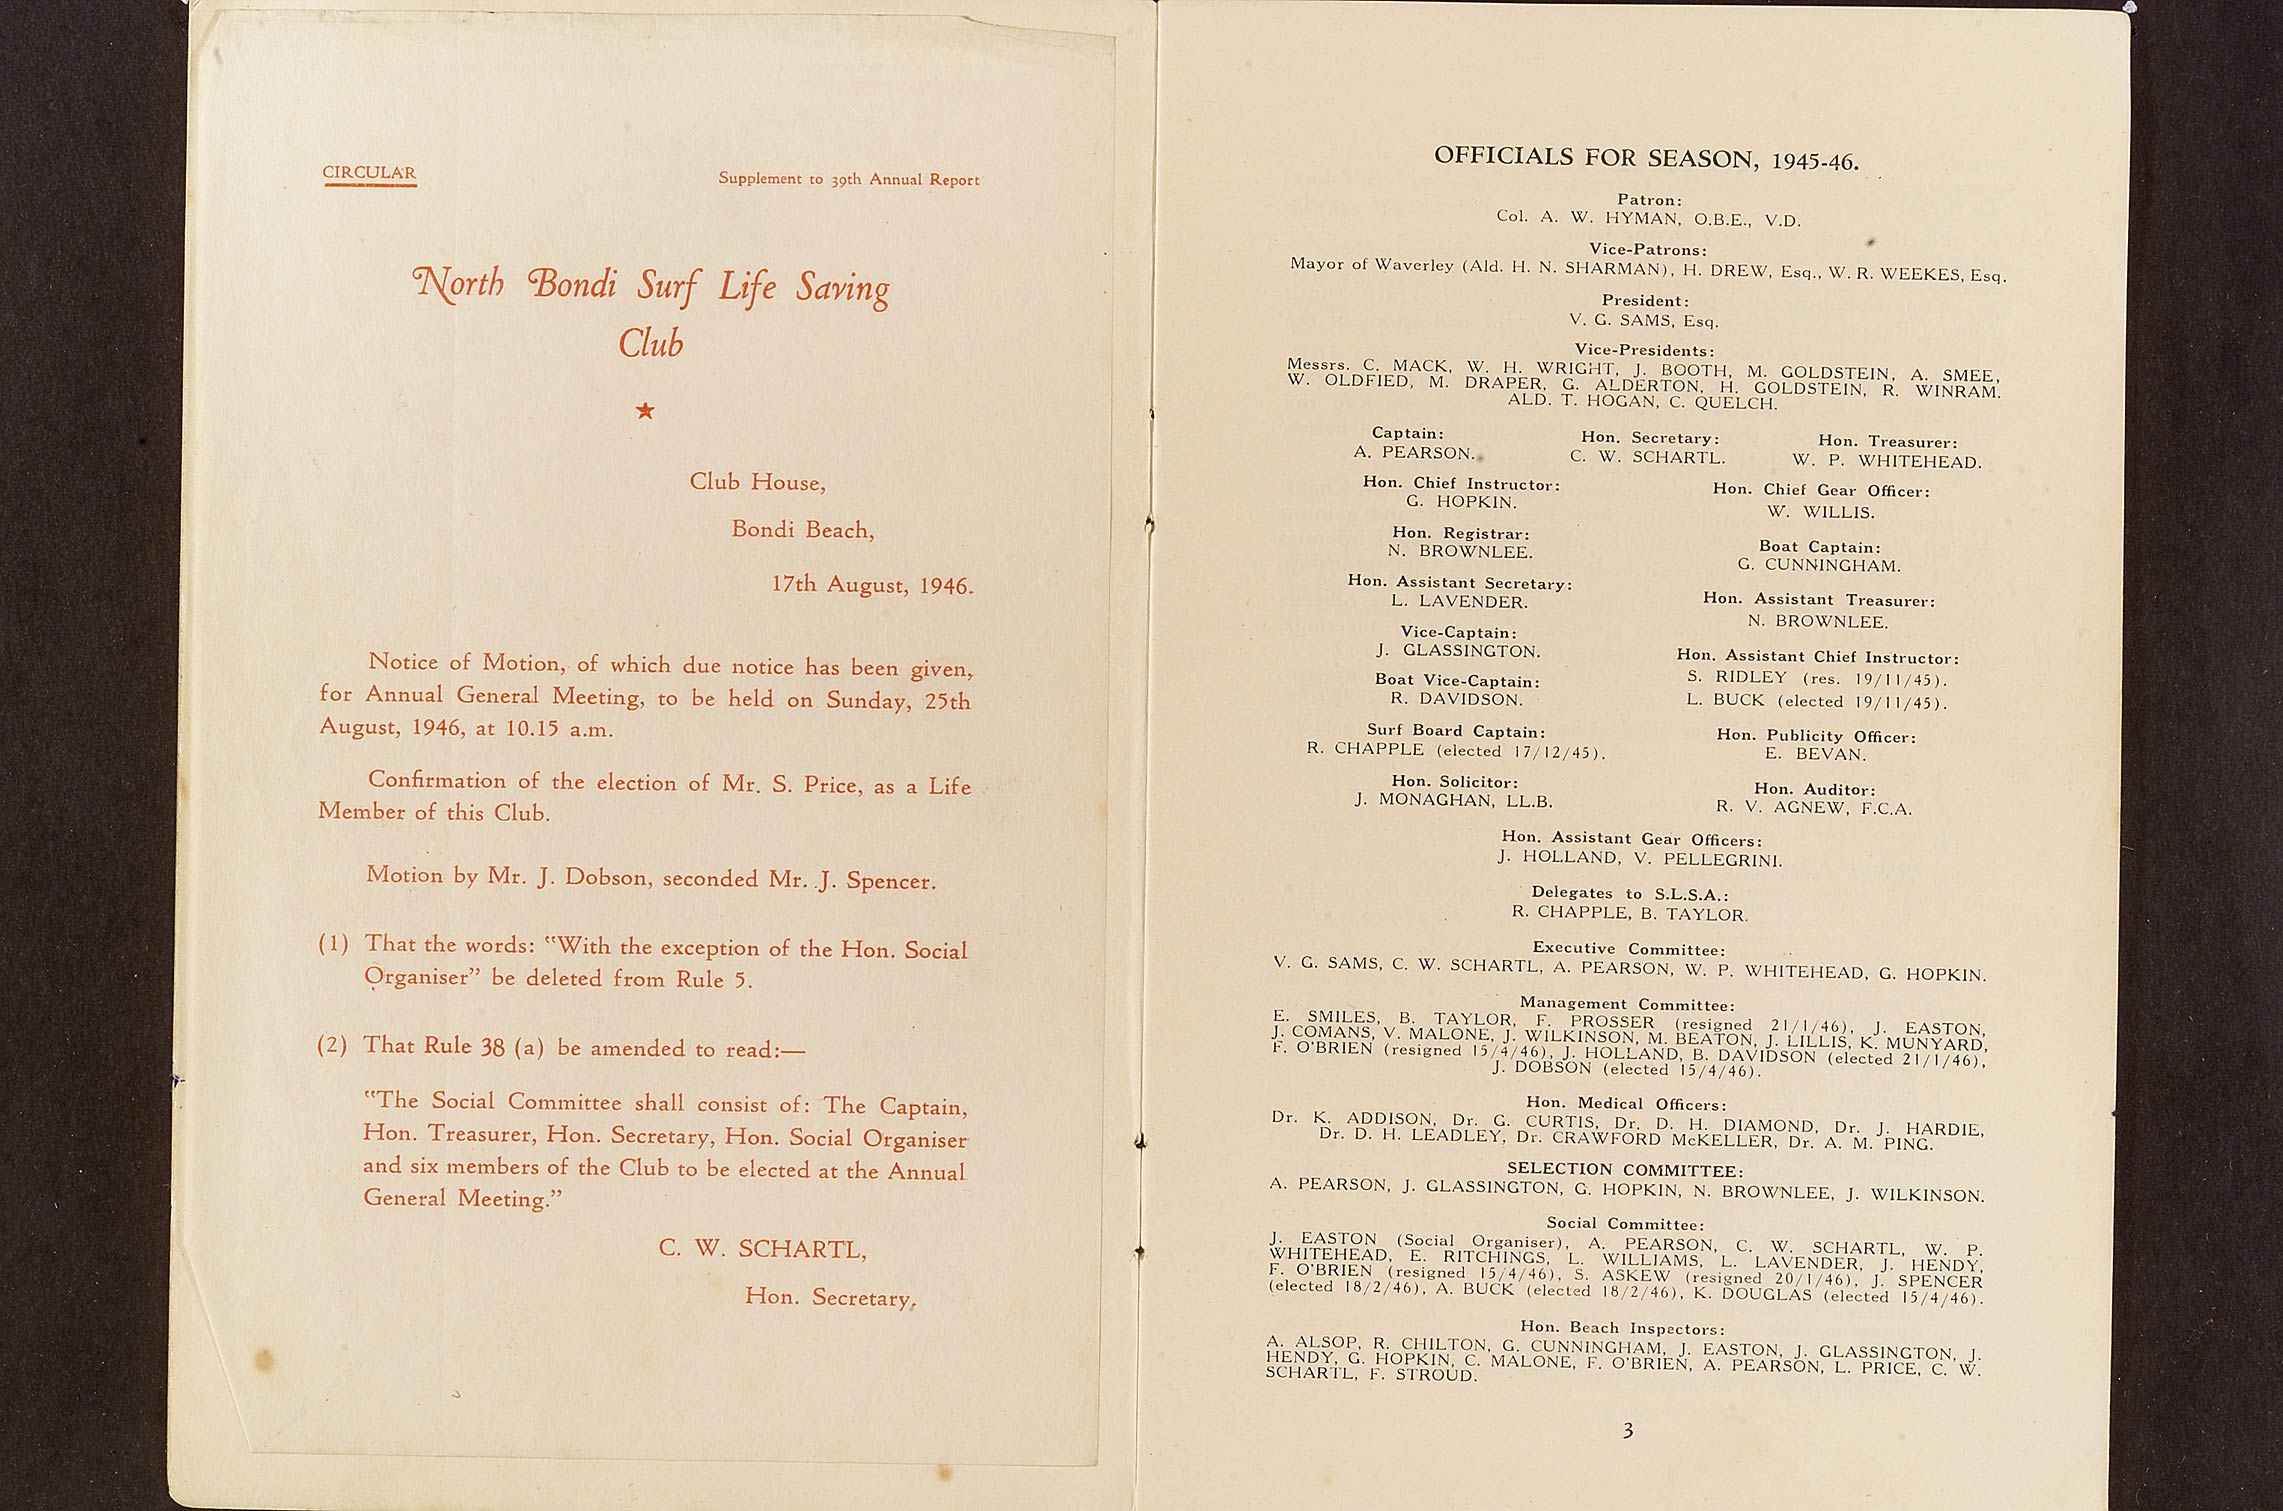 CIRCULAR
Supplement to 39th Annual Report
North Bondi Surf Life Saving
Club
Club House,
Bondi Beach,
17th August, 1946.
Notice of Motion, of which due notice has been given,
for Annual General Meeting, to be held on Sunday, 25th
August, 1946, at 10.15 a.m.
Confirmation of the election of Mr. S. Price, as a Life
Member of this Club.
Motion by Mr. J. Dobson, seconded Mr. J. Spencer.
(1) That the words: "With the exception of the Hon. Social
Organiser" be deleted from Rule 5.
(2) That Rule 38 (a) be amended to read:—
"The Social Committee shall consist of: The Captain,
Hon. Treasurer, Hon. Secretary, Hon. Social Organiser
and six members of the Club to be elected at the Annual
General Meeting."
C. W. SCHARTL,
Hon. Secretary.
OFFICIALS FOR SEASON, 1945-46.
Patron:
Col. A. W. HYMAN, O.B.E., V.D.
Vice-Patrons:
Mayor of Waverley (Ald. H. N. SHARMAN), H. DREW, Esq., W. R. WEEKES, Esq.
President:
V. G. SAMS, Esq.
Vice-Presidents:
Messrs. C. MACK, W. H. WRIGHT, J. BOOTH, M. GOLDSTEIN, A. SMEE,
W. OLDFIED, M. DRAPER, G. ALDERTON, H. GOLDSTEIN, R. WINRAM.
ALD. T. HOGAN, C. QUELCH.
Captain:
A. PEARSON.
Hon. Secretary:
C. W. SCHARTL.
Hon. Treasurer:
W. P. WHITEHEAD.
Hon. Chief Instructor:
G. HOPKIN.
Hon. Chief Gear Officer:
W. WILLIS.
Hon. Registrar:
N. BROWNLEE.
Boat Captain:
G. CUNNINGHAM.
Hon. Assistant Secretary:
L. LAVENDER.
Hon. Assistant Treasurer:
N. BROWNLEE.
Vice-Captain:
J. GLASSINGTON.
Hon. Assistant Chief Instructor:
S. RIDLEY (res. 19/11/45).
L. BUCK (elected 19/11/45).
Boat Vice-Captain:
R. DAVIDSON.
Surf Board Captain:
R. CHAPPLE (elected 17/12/45).
Hon. Publicity Officer:
E. BEVAN.
Hon. Solicitor:
J. MONAGHAN, LL.B.
Hon. Auditor:
R. V. AGNEW, F.C.A.
Hon. Assistant Gear Officers:
J. HOLLAND, V. PELLEGRINI.
Delegates to S.L.S.A.:
R. CHAPPLE, B. TAYLOR.
Executive Committee:
V. G. SAMS, C. W. SCHARTL, A. PEARSON, W. P. WHITEHEAD, G. HOPKIN.
Management Committee:
E. SMILES, B. TAYLOR, F. PROSSER (resigned 21/1/46), J. EASTON,
J. COMANS, V. MALONE, J. WILKINSON, M. BEATON, J. LILLIS, K. MUNYARD,
F. O'BRIEN (resigned 15/4/46), J. HOLLAND, B. DAVIDSON (elected 21/1/46),
J. DOBSON (elected 15/4/46).
Hon. Medical Officers:
Dr. K. ADDISON, Dr. G. CURTIS, Dr. D. H. DIAMOND, Dr. J. HARDIE,
Dr. D. H. LEADLEY, Dr. CRAWFORD McKELLER, Dr. A. M. PING.
SELECTION COMMITTEE:
A. PEARSON, J. GLASSINGTON, G. HOPKIN, N. BROWNLEE, J. WILKINSON.
Social Committee:
J. EASTON (Social Organiser), A. PEARSON, C. W. SCHARTL, W. P.
WHITEHEAD, E. RITCHINGS, L. WILLIAMS, L. LAVENDER, J. HENDY,
F. O'BRIEN (resigned 15/4/46), S. ASKEW (resigned 20/1/46), J. SPENCER
(elected 18/2/46), A. BUCK (elected 18/2/46), K. DOUGLAS (elected 15/4/46).
Hon. Beach Inspectors:
A. ALSOP, R. CHILTON, G. CUNNINGHAM, J. EASTON, J. GLASSINGTON, J.
HENDY, G. HOPKIN, C. MALONE, F. O'BRIEN, A. PEARSON, L. PRICE, C. W.
SCHARTL, F. STROUD.
3